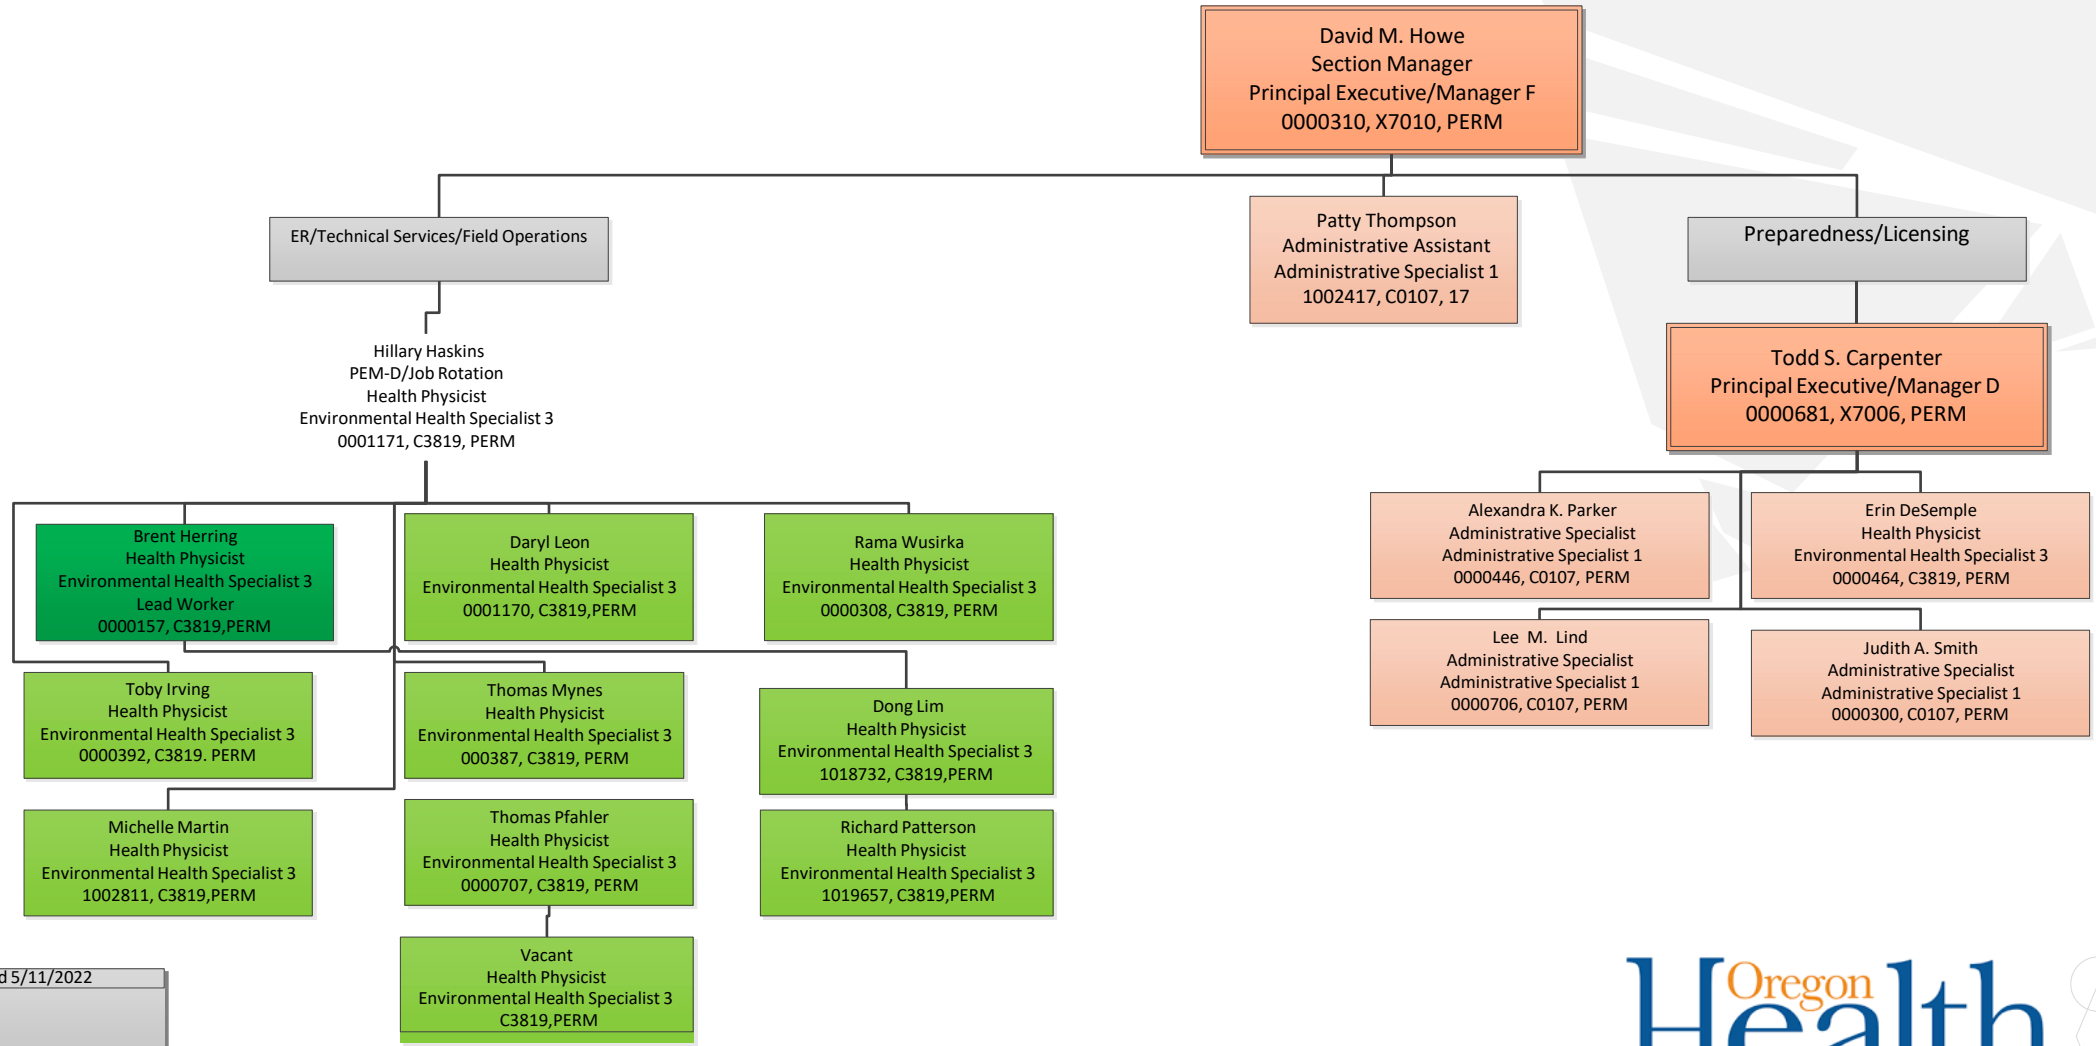 David M. Howe
Section Manager
Principal Executive/Manager F
0000310, X7010, PERM
ER/Technical Services/Field Operations
Patty Thompson
Administrative Assistant
Administrative Specialist 1
1002417, C0107, 17
Preparedness/Licensing
Hillary Haskins
PEM-D/Job Rotation
Health Physicist
Environmental Health Specialist 3
0001171, C3819, PERM
Todd S. Carpenter
Principal Executive/Manager D
0000681, X7006, PERM
Brent Herring
Health Physicist
Environmental Health Specialist 3
Lead Worker
0000157, C3819,PERM
Daryl Leon
Health Physicist
Environmental Health Specialist 3
0001170, C3819,PERM
Rama Wusirka
Health Physicist
Environmental Health Specialist 3
0000308, C3819, PERM
Alexandra K. Parker
Administrative Specialist
Administrative Specialist 1
0000446, C0107, PERM
Erin DeSemple
Health Physicist
Environmental Health Specialist 3
0000464, C3819, PERM
Lee M. Lind
Administrative Specialist
Administrative Specialist 1
0000706, C0107, PERM
Judith A. Smith
Administrative Specialist
Administrative Specialist 1
0000300, C0107, PERM
Toby Irving
Health Physicist
Environmental Health Specialist 3
0000392, C3819. PERM
Thomas Mynes
Health Physicist
Environmental Health Specialist 3
000387, C3819, PERM
Dong Lim
Health Physicist
Environmental Health Specialist 3
1018732, C3819,PERM
Michelle Martin
Health Physicist
Environmental Health Specialist 3
1002811, C3819,PERM
Thomas Pfahler
Health Physicist
Environmental Health Specialist 3
0000707, C3819, PERM
Richard Patterson
Health Physicist
Environmental Health Specialist 3
1019657, C3819,PERM
Vacant
Health Physicist
Environmental Health Specialist 3
C3819,PERM
d 5/11/2022
Oregon
Health